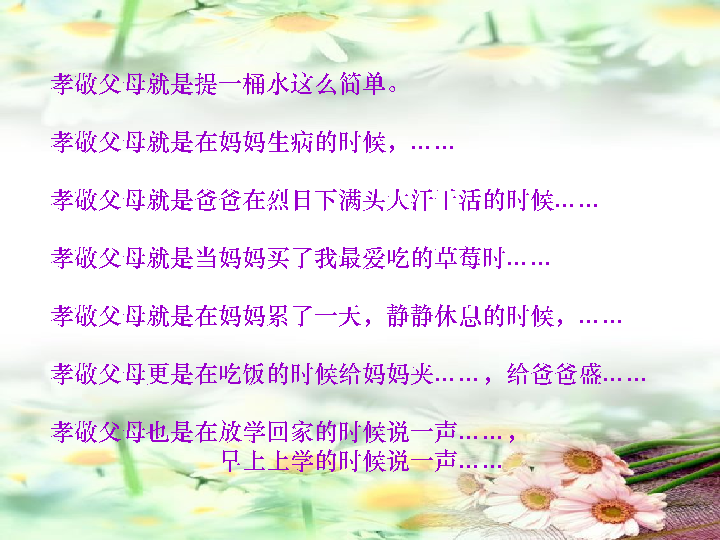 孝敬父母就是提一桶水这么简单。
孝敬父母就是在妈妈生病的时候，……
孝敬父母就是爸爸在烈日下满头大汗干活的时候……
孝敬父母就是当妈妈买了我最爱吃的草莓时……
孝敬父母就是在妈妈累了一天，静静休息的时候，……
孝敬父母更是在吃饭的时候给妈妈夹……，给爸爸盛……
孝敬父母也是在放学回家的时候说一声……，
早上上学的时候说一声……